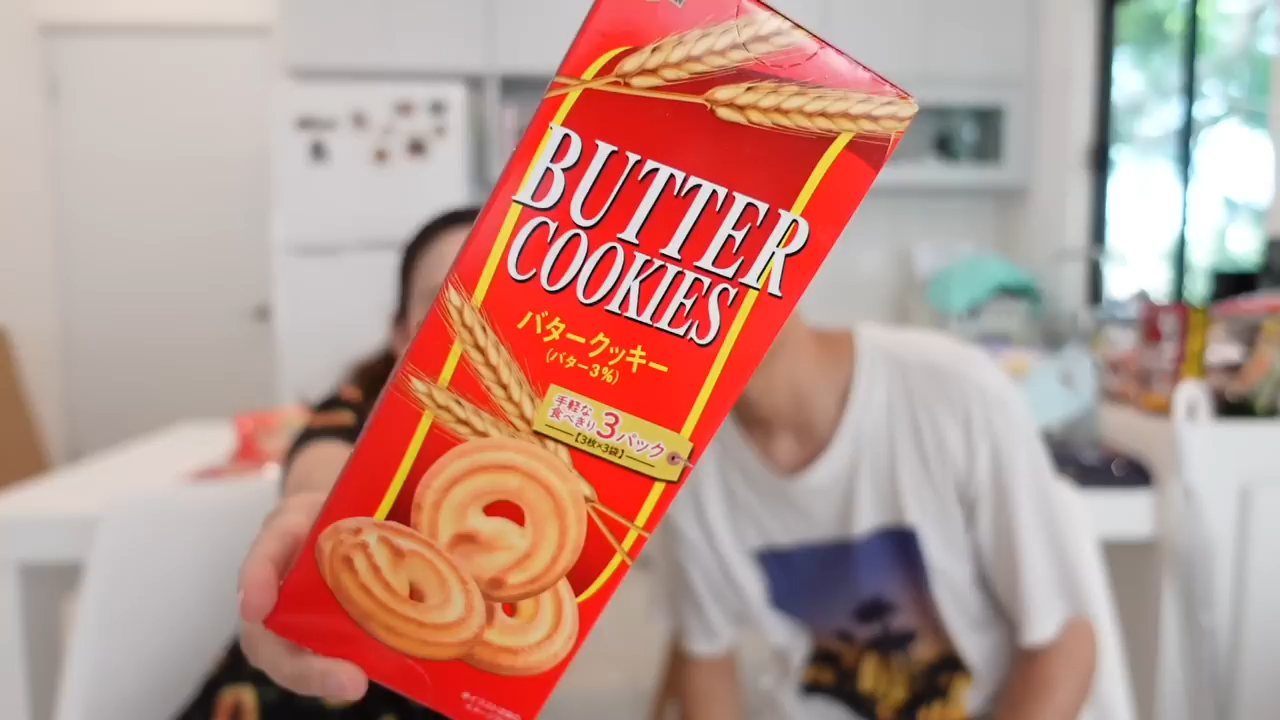 BUTTER
COOKIES
バタークッキー
(バター3%)
手軽な
食べきり3パック
【3枚×3袋】